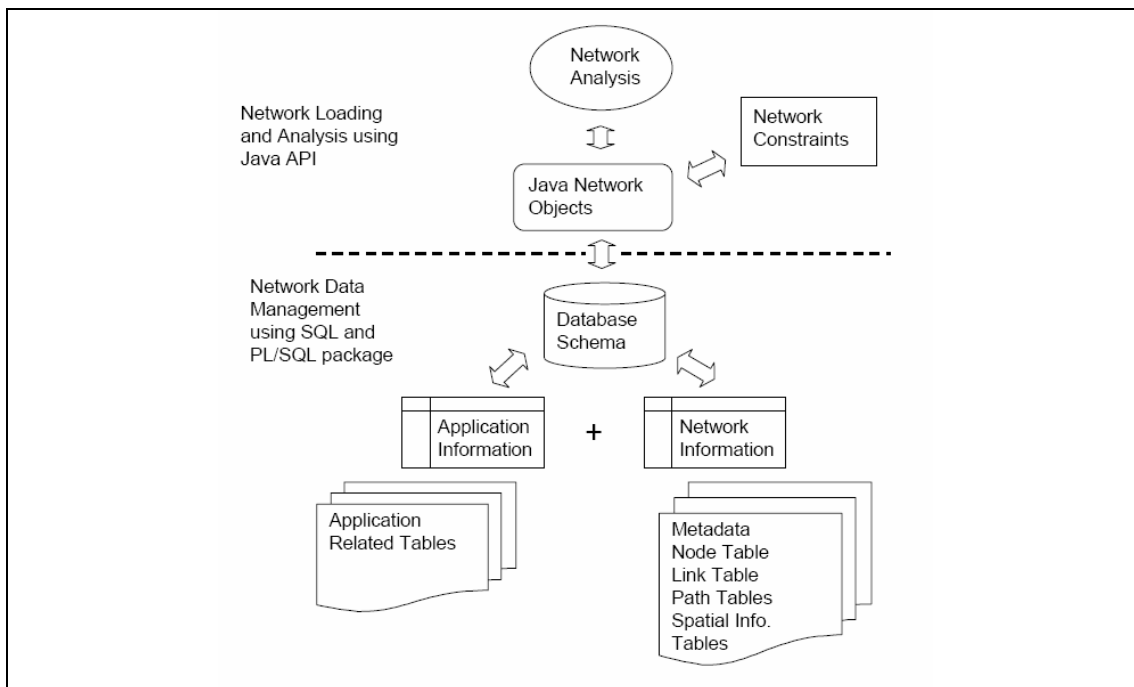 Network
Analysis
Network Loading
and Analysis using
Java API
Network
Constraints
Java Network
Objects
Network Data
Management
using SQL and
PL/SQL package
Database
Schema
Application
Information
+
Network
Information
Application
Related Tables
Metadata
Node Table
Link Table
Path Tables
Spatial Info.
Tables